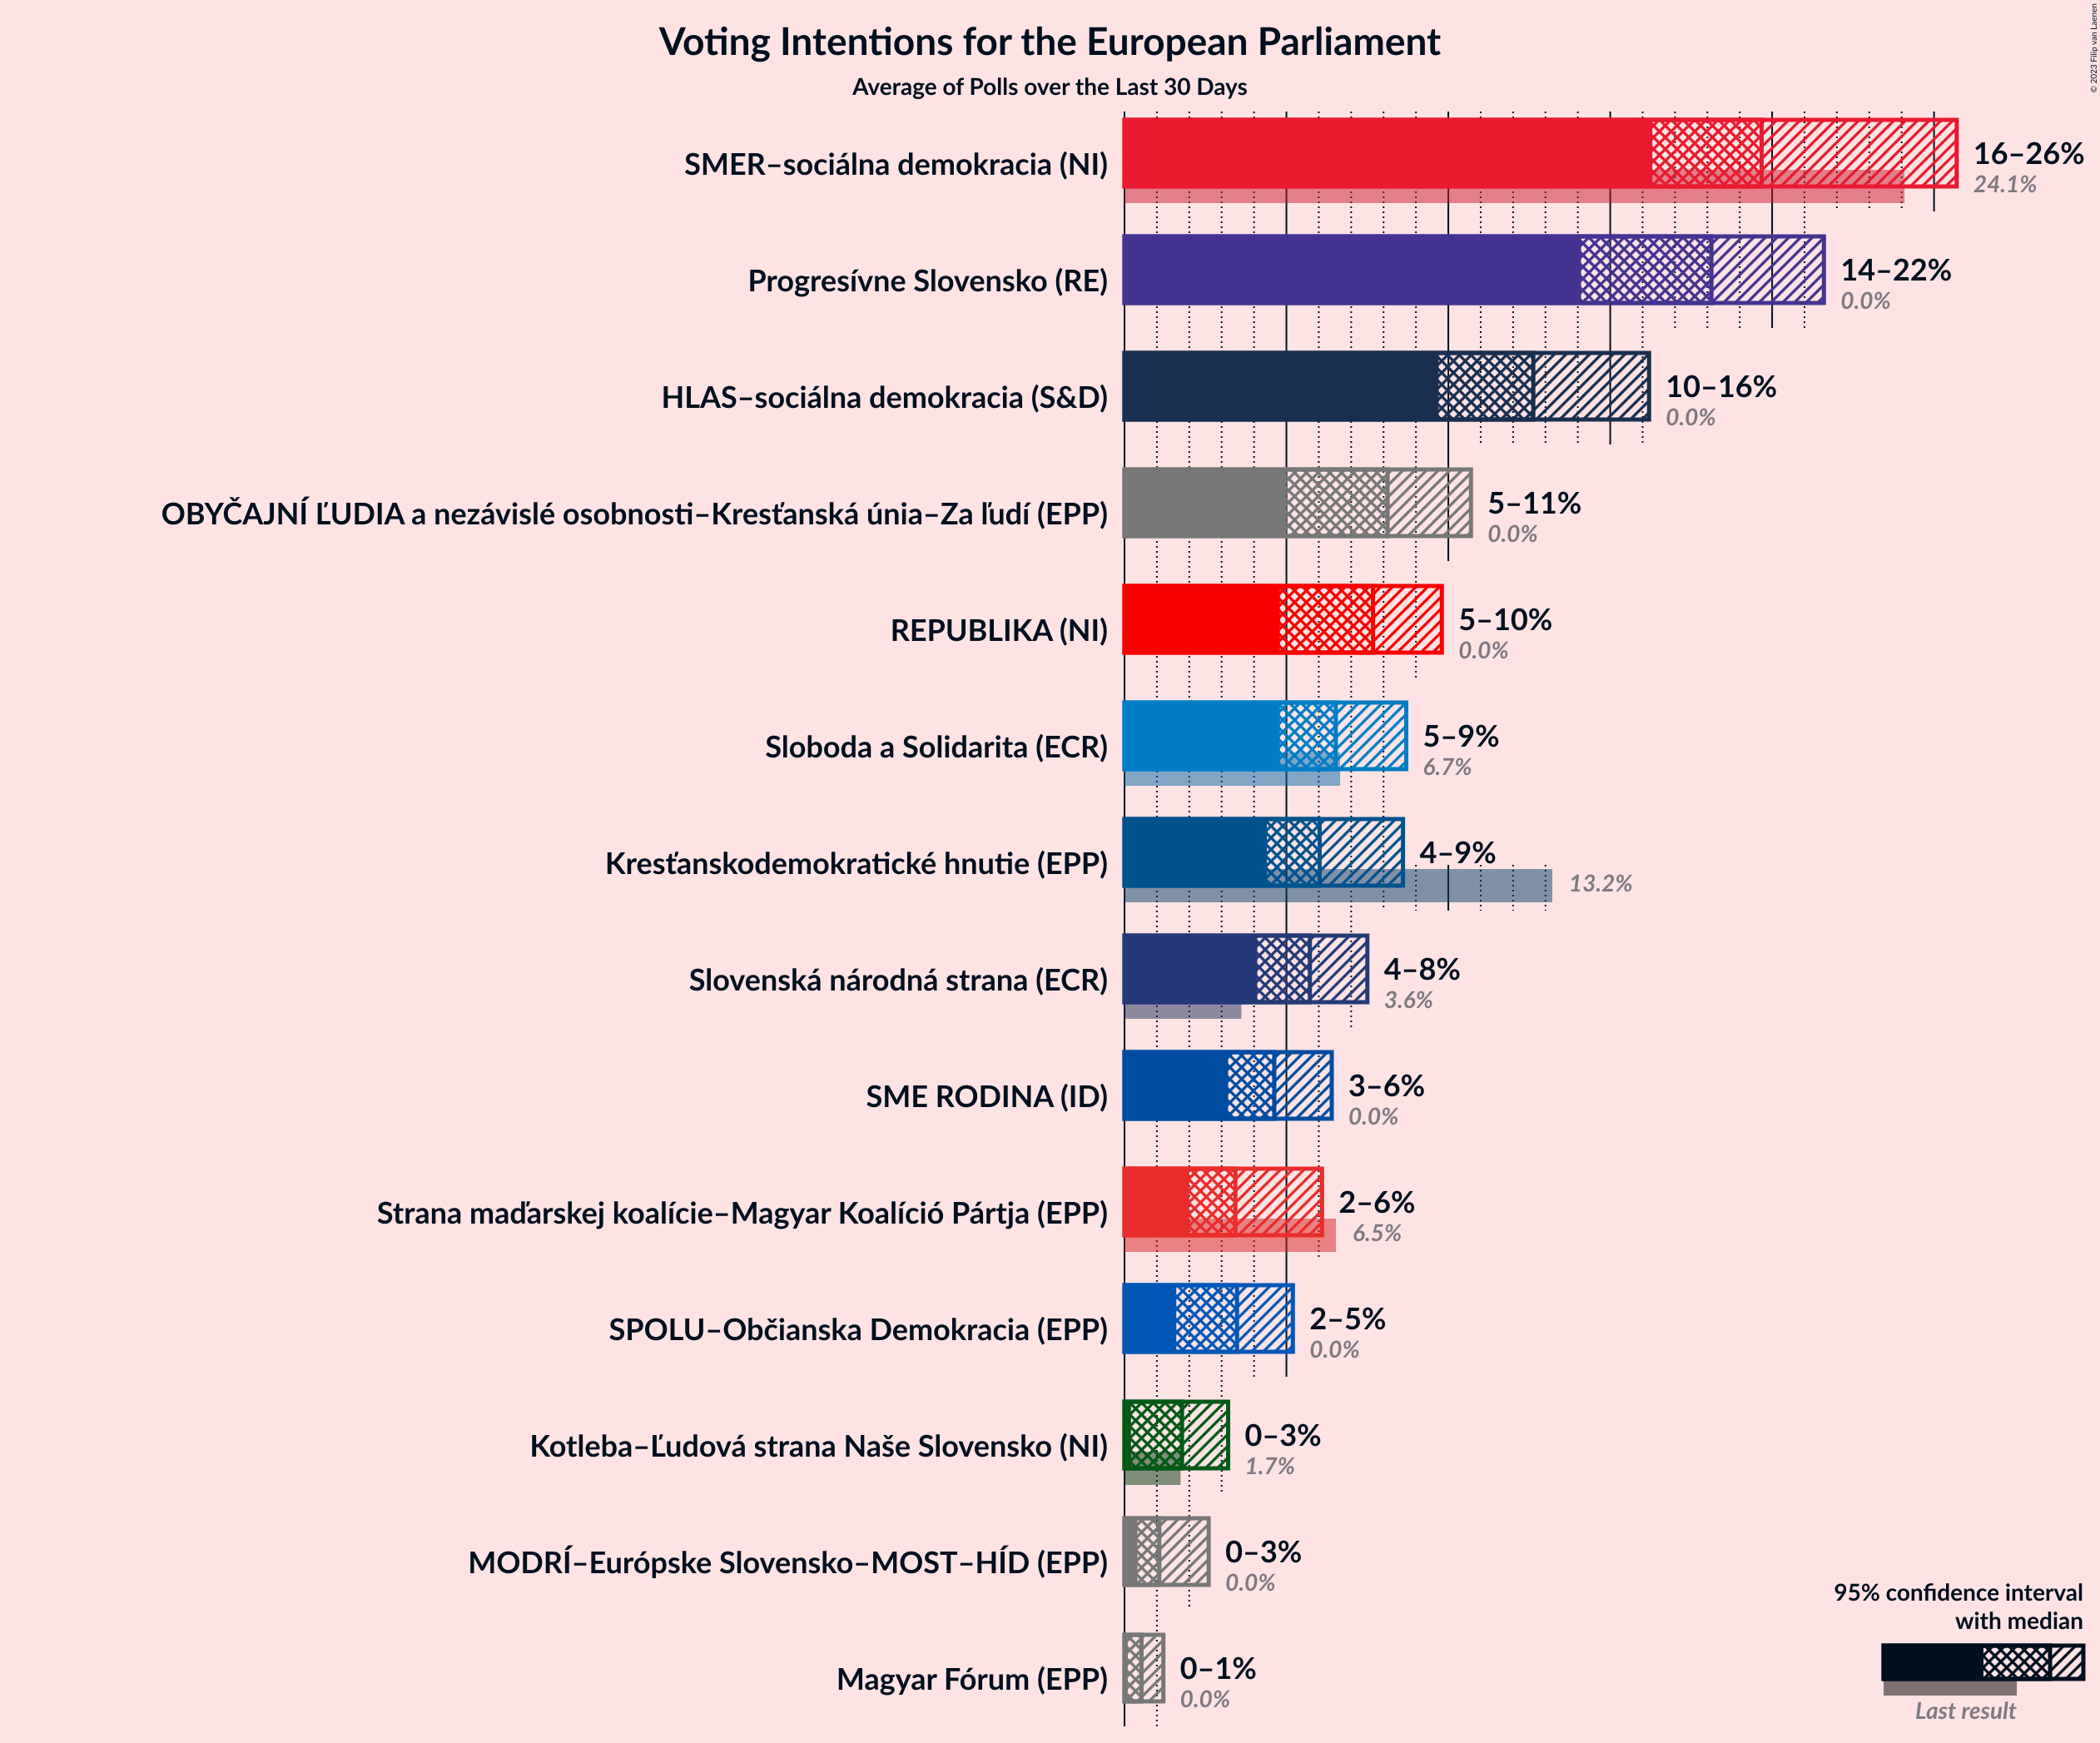 Voting Intentions for the European Parliament
Average of Polls over the Last 30 Days
© 2023 Filip van Laenen
SMER–sociálna demokracia (NI)
16–26%
24.1%
Progresívne Slovensko (RE)
14–22%
0.0%
HLAS–sociálna demokracia (S&D)
10–16%
0.0%
OBYČAJNÍ ĽUDIA a nezávislé osobnosti–Kresťanská únia–Za ľudí (EPP)
5–11%
0.0%
REPUBLIKA (NI)
5–10%
0.0%
Sloboda a Solidarita (ECR)
5–9%
6.7%
Kresťanskodemokratické hnutie (EPP)
4–9%
13.2%
Slovenská národná strana (ECR)
4–8%
3.6%
SME RODINA (ID)
3–6%
0.0%
Strana maďarskej koalície–Magyar Koalíció Pártja (EPP)
2–6%
6.5%
SPOLU–Občianska Demokracia (EPP)
2–5%
0.0%
Kotleba–Ľudová strana Naše Slovensko (NI)
0–3%
1.7%
MODRÍ–Európske Slovensko–MOST–HÍD (EPP)
0–3%
0.0%
Magyar Fórum (EPP)
0–1%
0.0%
95% confidence interval
with median
Last result